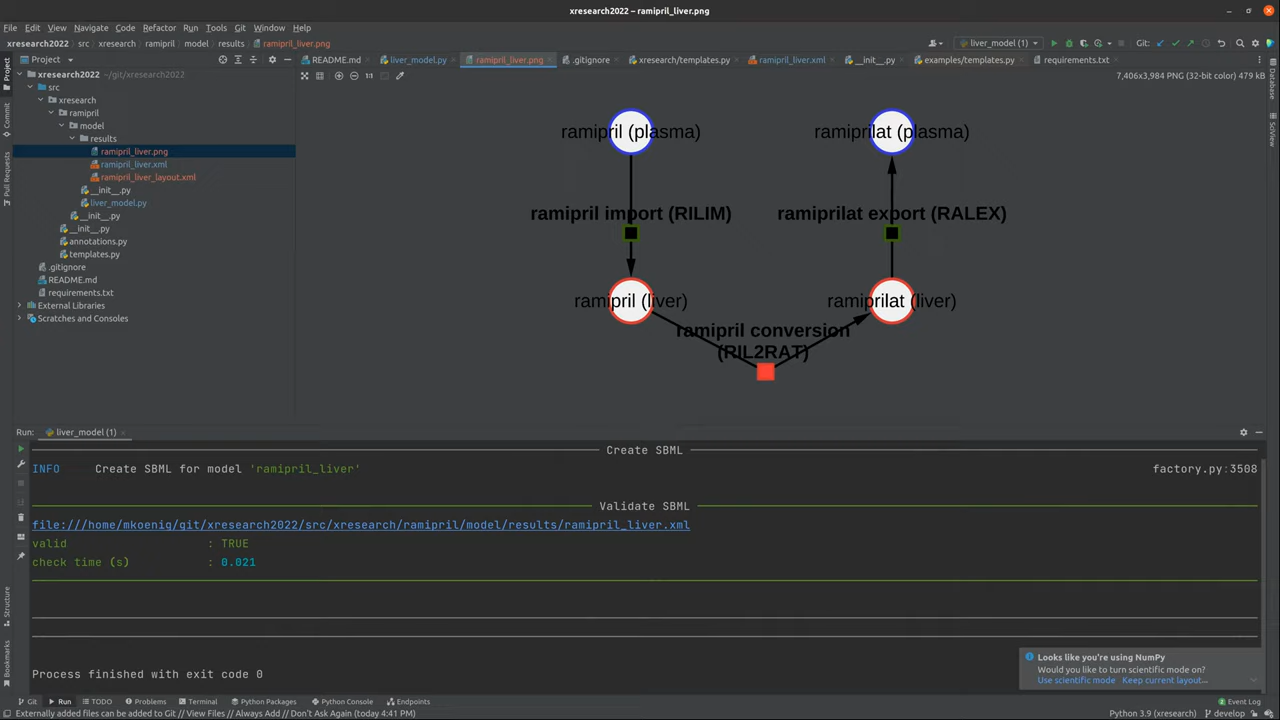 xresearch2022 – ramipril_liver.png
File Edit View Navigate Code Refactor Run Tools Git Window Help
xresearch2022 src xresearch ramipril model results ramipril_liver.png
liver_model (1) Git:
Project
README.md liver_model.py ramipril_liver.png .gitignore xresearch/templates.py ramipril_liver.xml __init__.py examples/templates.py requirements.txt
1:1 7,406x3,984 PNG (32-bit color) 479 kB
xresearch2022 ~/git/xresearch2022
src
xresearch
ramipril
model
results
ramipril_liver.png
ramipril_liver.xml
ramipril_liver_layout.xml
__init__.py
liver_model.py
__init__.py
__init__.py
annotations.py
templates.py
.gitignore
README.md
requirements.txt
External Libraries
Scratches and Consoles
Project
Commit
Pull Requests
Structure
Bookmarks
Database
SciView
ramipril (plasma) ramiprilat (plasma)
ramipril import (RILIM) ramiprilat export (RALEX)
ramipril (liver) ramiprilat (liver)
ramipril conversion
(RIL2RAT)
Run: liver_model (1)
Create SBML
INFO Create SBML for model 'ramipril_liver' factory.py:3508
Validate SBML
file:///home/mkoenig/git/xresearch2022/src/xresearch/ramipril/model/results/ramipril_liver.xml
valid : TRUE
check time (s) : 0.021
Process finished with exit code 0
Looks like you're using NumPy
Would you like to turn scientific mode on?
Use scientific mode Keep current layout...
Git Run TODO Problems Terminal Python Packages Python Console Endpoints Event Log
Externally added files can be added to Git // View Files // Always Add // Don't Ask Again (today 4:41 PM) Python 3.9 (xresearch) develop